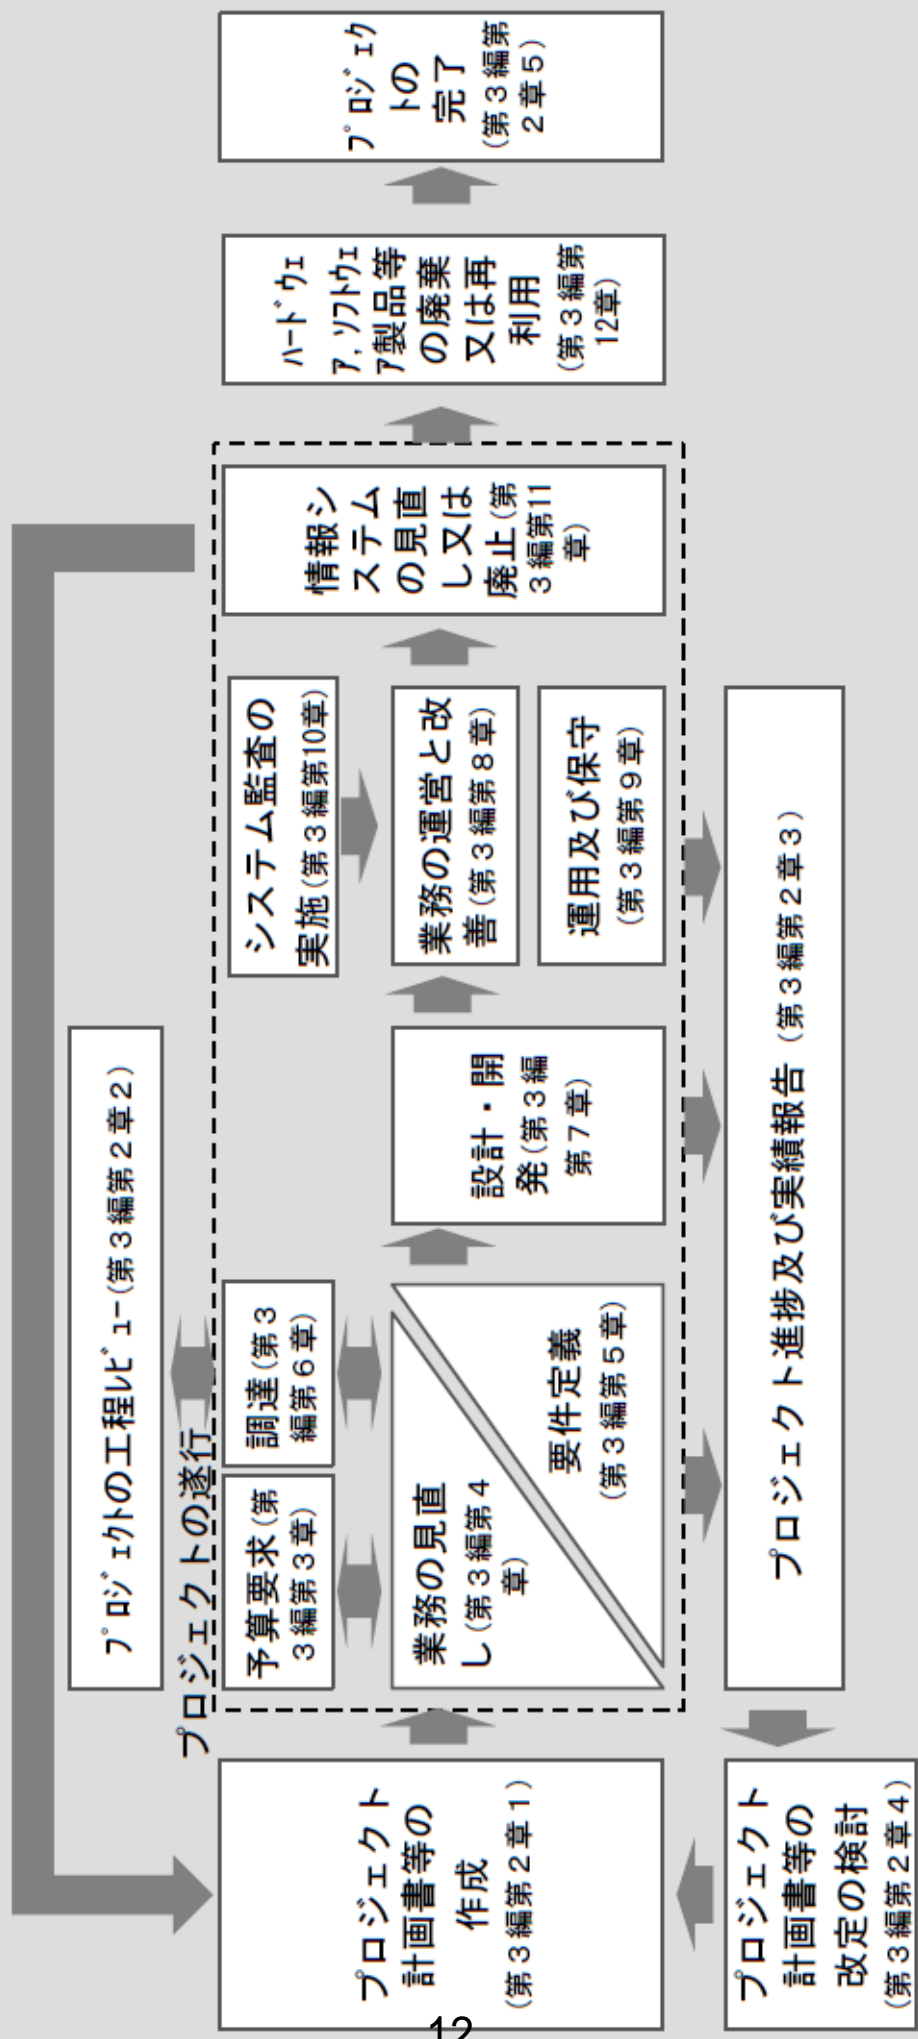 プロジェクト
計画書等の
作成
(第3編第2章1)
プロジェクト
計画書等の
改定の検討
(第3編第2章4)
プロジェクトの工程レビュー(第3編第2章2)
プロジェクトの遂行
予算要求(第
3編第3章)
調達(第3
編第6章)
業務の見直
し(第3編第4
章)
要件定義
(第3編第5章)
設計・開
発(第3編
第7章)
システム監査の
実施(第3編第10章)
業務の運営と改
善(第3編第8章)
運用及び保守
(第3編第9章)
情報シ
ステム
の見直
し又は
廃止(第
3編第11
章)
プロジェクト進捗及び実績報告(第3編第2章3)
ハードウェ
ア,ソフトウェ
ア製品等
の廃棄
又は再
利用
(第3編第
12章)
プロジェク
トの
完了
(第3編第
2章5)
12